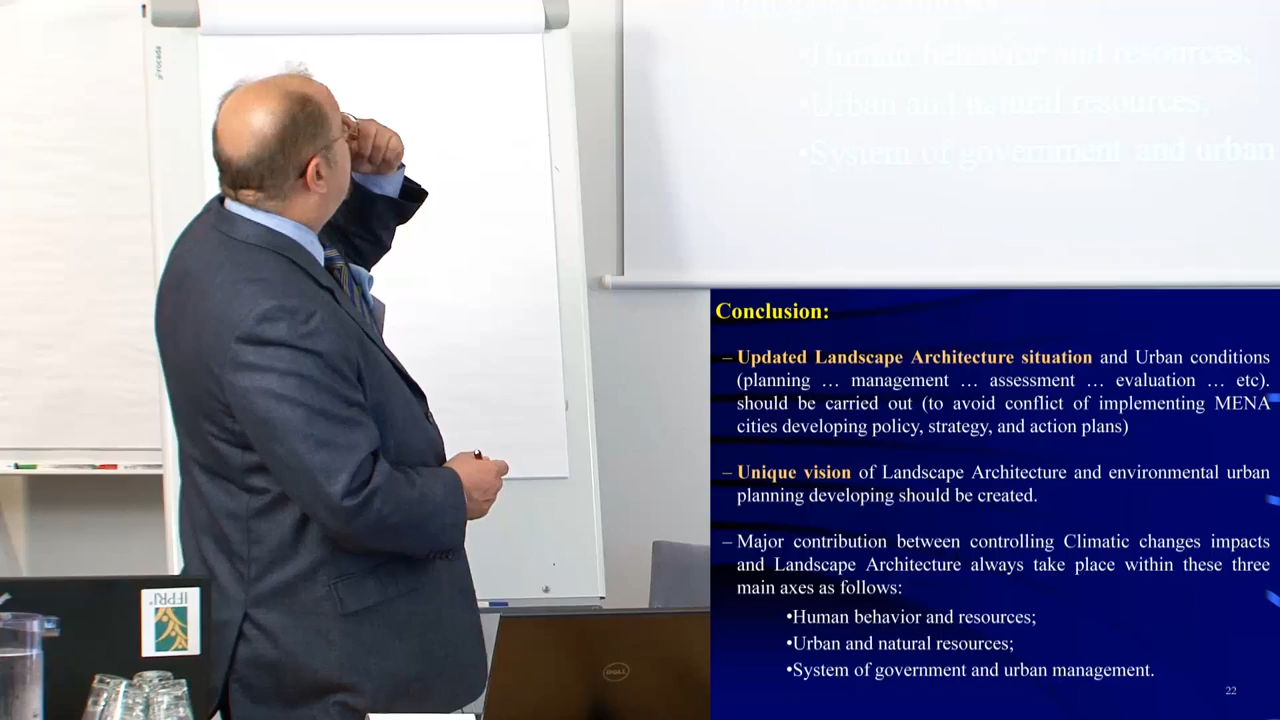 rocada
•Human behavior and resources;
•Urban and natural resources;
•System of government and urban
IFPRI
DELL
Conclusion:
– Updated Landscape Architecture situation and Urban conditions
(planning … management … assessment … evaluation … etc).
should be carried out (to avoid conflict of implementing MENA
cities developing policy, strategy, and action plans)
– Unique vision of Landscape Architecture and environmental urban
planning developing should be created.
– Major contribution between controlling Climatic changes impacts
and Landscape Architecture always take place within these three
main axes as follows:
•Human behavior and resources;
•Urban and natural resources;
•System of government and urban management.
22